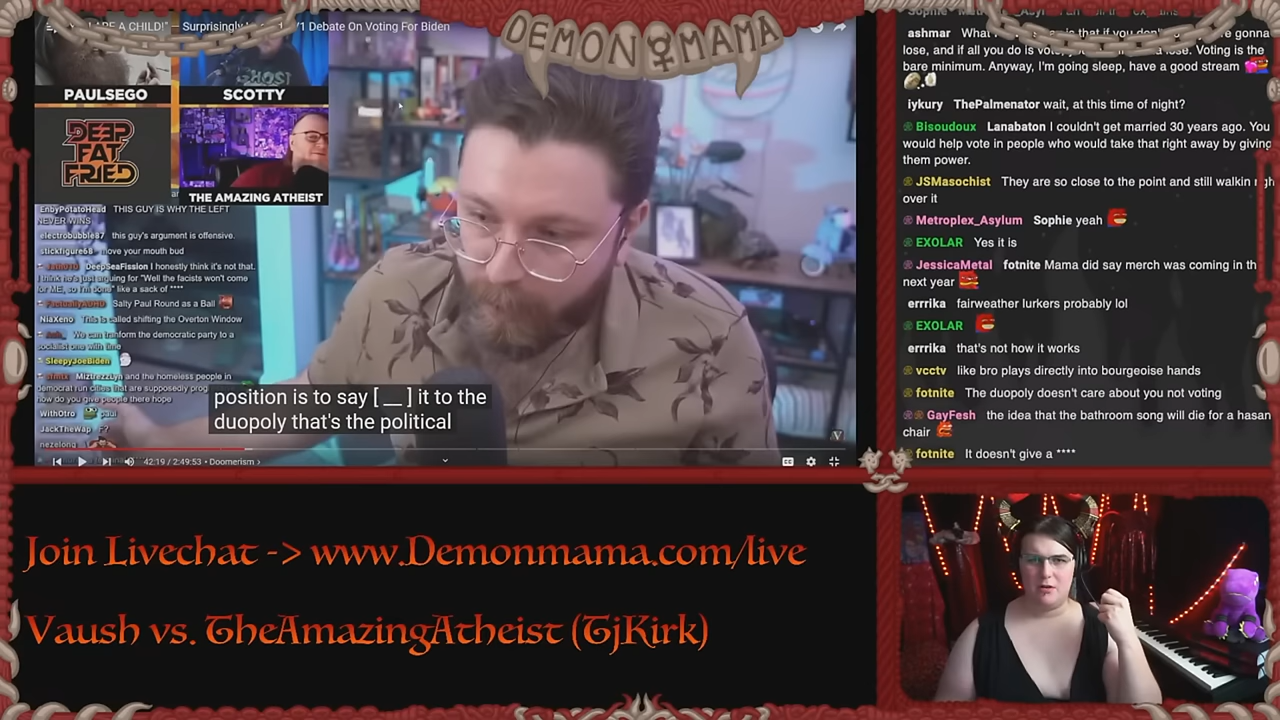 ARE A CHILD!" — Surprisingly
/1 Debate On Voting For Biden
DEMON MAMA
GHOST
PAULSEGO
SCOTTY
DEEP
FAT
FRIED
THE AMAZING ATHEIST
EnbyPotatoHead THIS GUY IS WHY THE LEFT
NEVER WINS
electrobubble87 this guy's argument is offensive.
move your mouth bud
DeepSeaFission I honestly think it's not that.
I think he's just arguing for "Well the facists won't come
for ME, so I'm done" like a sack of ****
FactuallyADHD Salty Paul Round as a Ball
NiaXeno This is called shifting the Overton Window
We can tranform the democratic party to a
socialist one with time
SleepyJoeBiden
and the homeless people in
democrat run cities that are supposedly prog
how do you give people there hope
WithOtro paul
JackTheWap F?
nezelong
position is to say [ __ ] it to the
duopoly that's the political
42:19 / 2:49:53 • Doomerism ›
CC
V
ashmar What
lose, and if all you do is vote,
lose. Voting is the
bare minimum. Anyway, I'm going sleep, have a good stream
iykury ThePalmenator wait, at this time of night?
Bisoudoux Lanabaton I couldn't get married 30 years ago. You
would help vote in people who would take that right away by giving
them power.
JSMasochist They are so close to the point and still walkin
over it
Metroplex_Asylum Sophie yeah
EXOLAR Yes it is
JessicaMetal fotnite Mama did say merch was coming in th
next year
errrika fairweather lurkers probably lol
EXOLAR
errrika that's not how it works
vcctv like bro plays directly into bourgeoise hands
fotnite The duopoly doesn't care about you not voting
GayFesh the idea that the bathroom song will die for a hasan
chair
fotnite It doesn't give a ****
Join Livechat -> www.Demonmama.com/live
Vaush vs. TheAmazingAtheist (TjKirk)